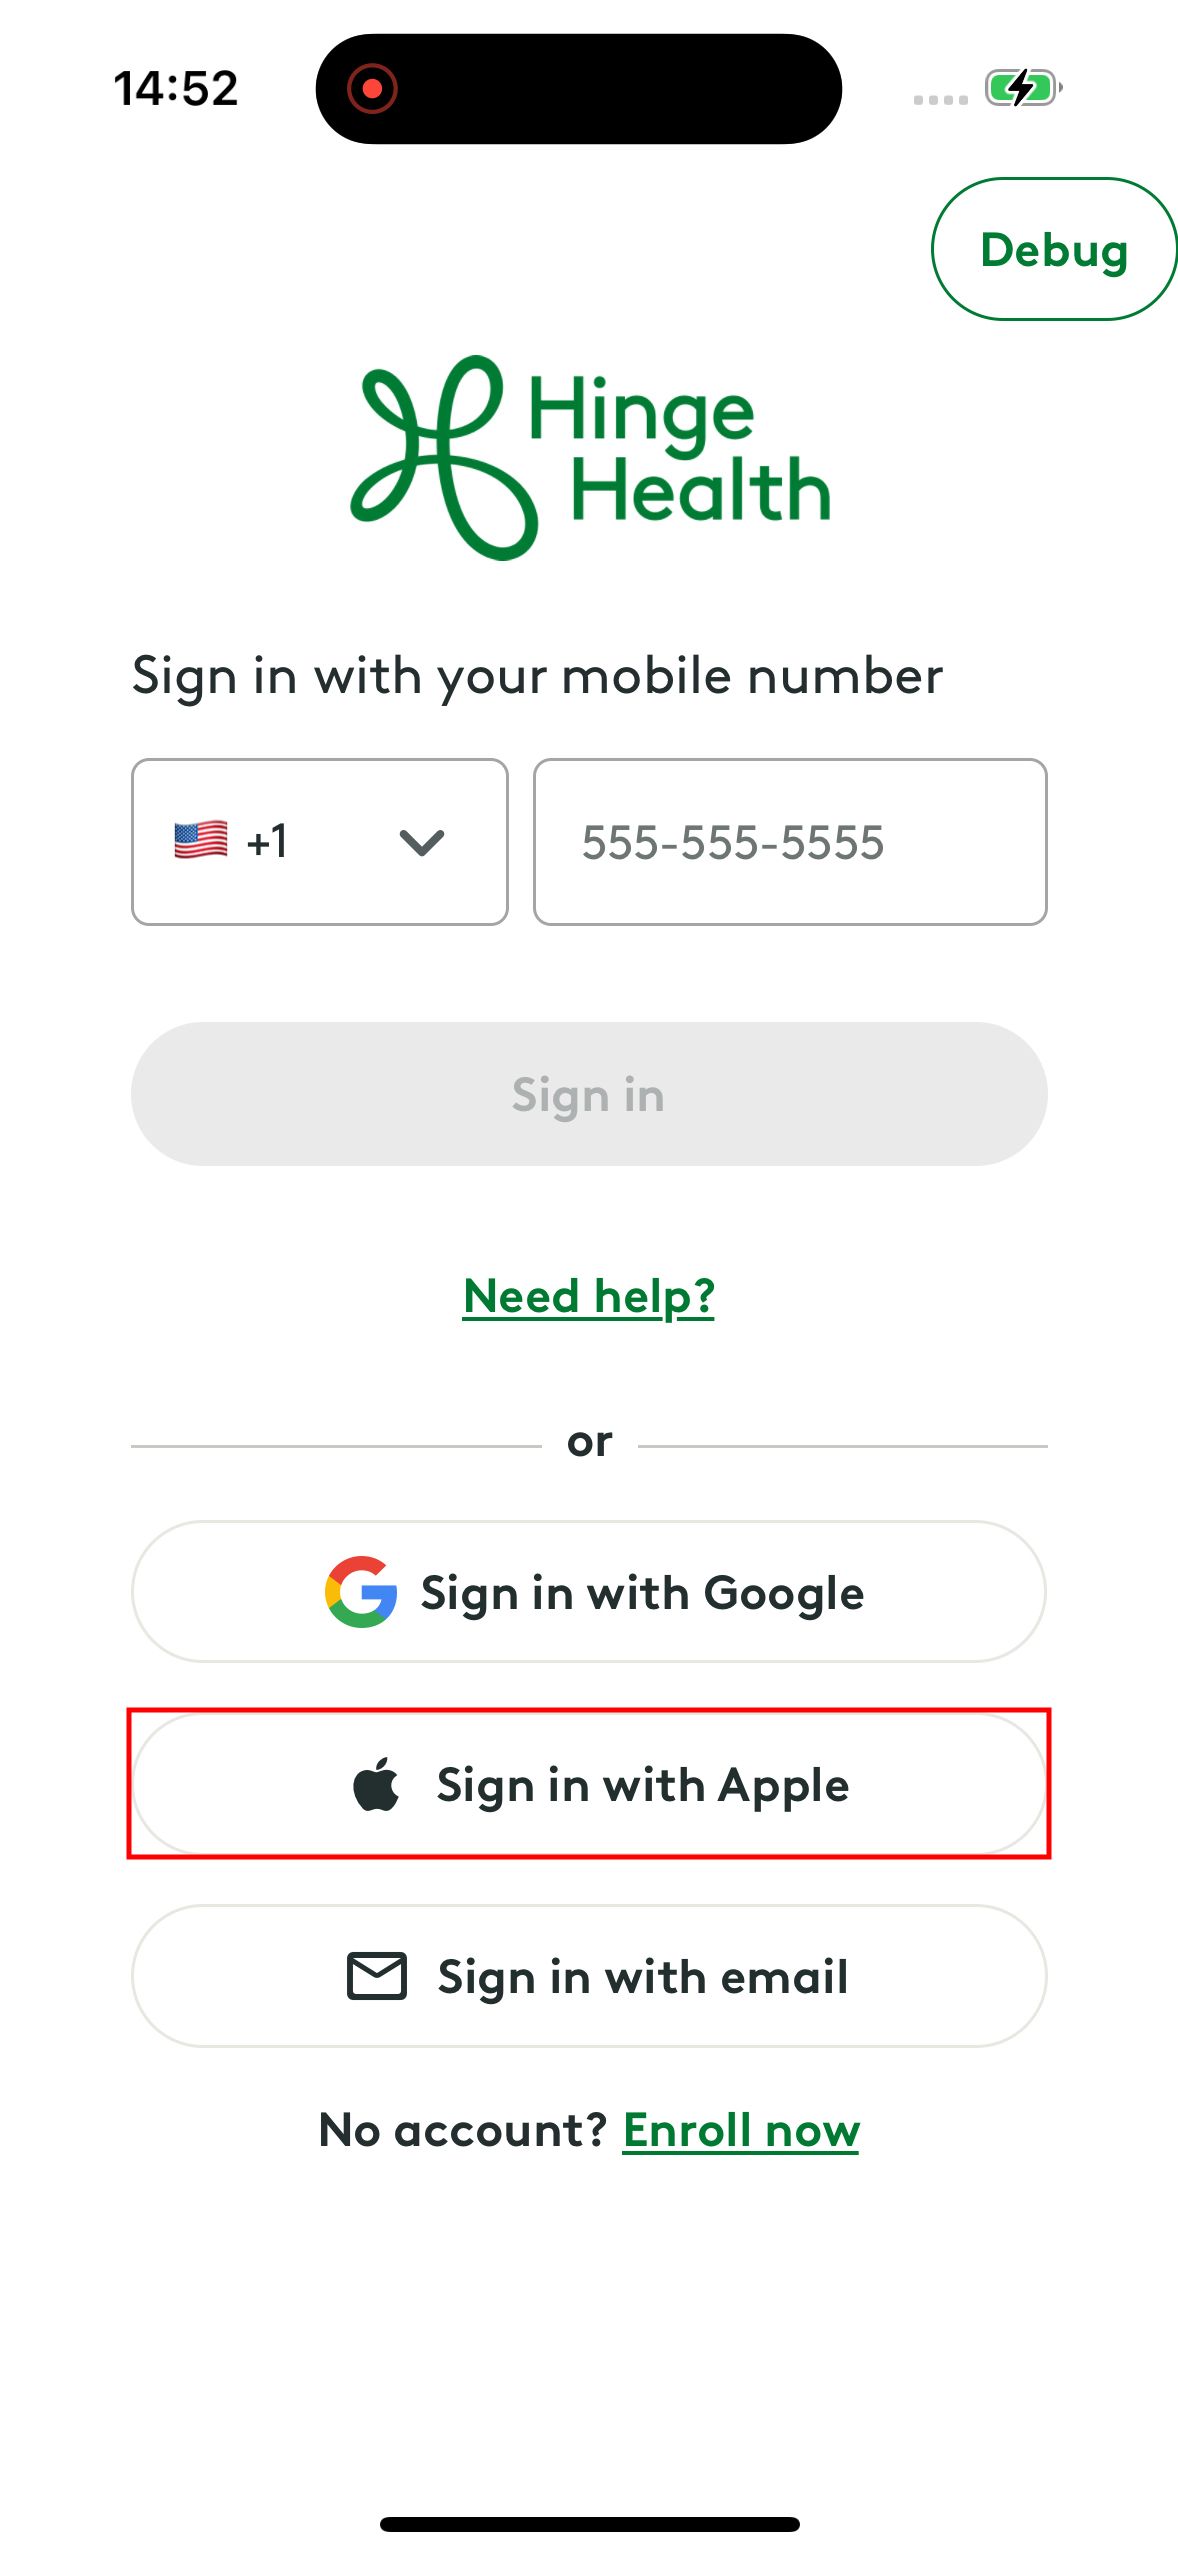 14:52
Debug
Hinge
Health
Sign in with your mobile number
+1
555-555-5555
Sign in
Need help?
or
Sign in with Google
Sign in with Apple
Sign in with email
No account? Enroll now